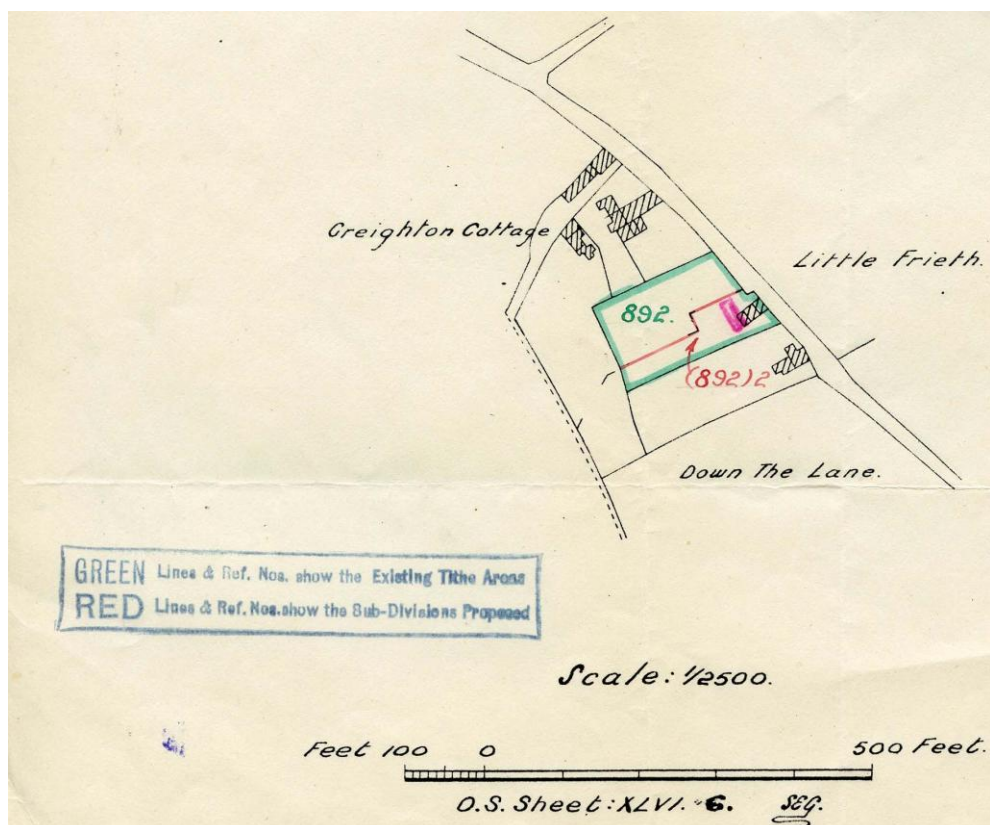 Creighton Cottage
Little Frieth.
892.
(892)2
Down The Lane.
GREEN Lines & Ref. Nos. show the Existing Tithe Areas
RED Lines & Ref. Nos. show the Sub-Divisions Proposed
Scale: 1/2500.
Feet 100 0 500 Feet.
O.S. Sheet: XLVI. 6. SEG.